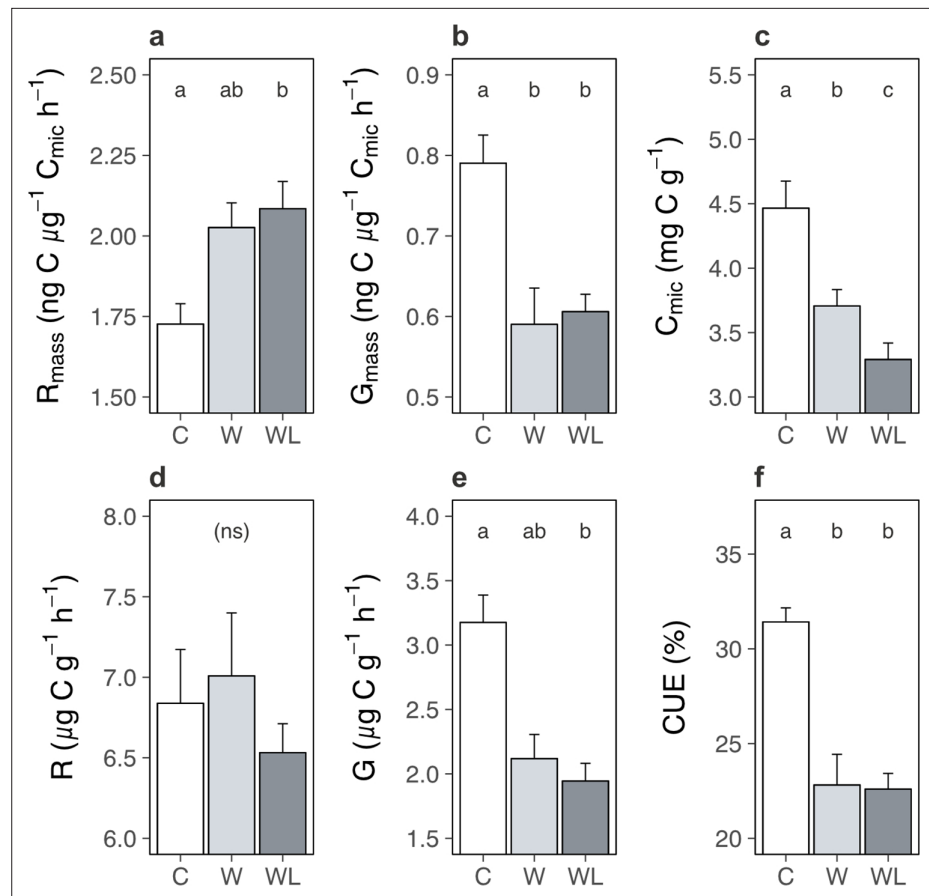 a
R_mass (ng C μg⁻¹ C_mic h⁻¹)
2.50
2.25
2.00
1.75
1.50
a ab b
C W WL
b
G_mass (ng C μg⁻¹ C_mic h⁻¹)
0.9
0.8
0.7
0.6
0.5
a b b
C W WL
c
C_mic (mg C g⁻¹)
5.5
5.0
4.5
4.0
3.5
3.0
a b c
C W WL
d
R (μg C g⁻¹ h⁻¹)
8.0
7.5
7.0
6.5
6.0
(ns)
C W WL
e
G (μg C g⁻¹ h⁻¹)
4.0
3.5
3.0
2.5
2.0
1.5
a ab b
C W WL
f
CUE (%)
35
30
25
20
a b b
C W WL